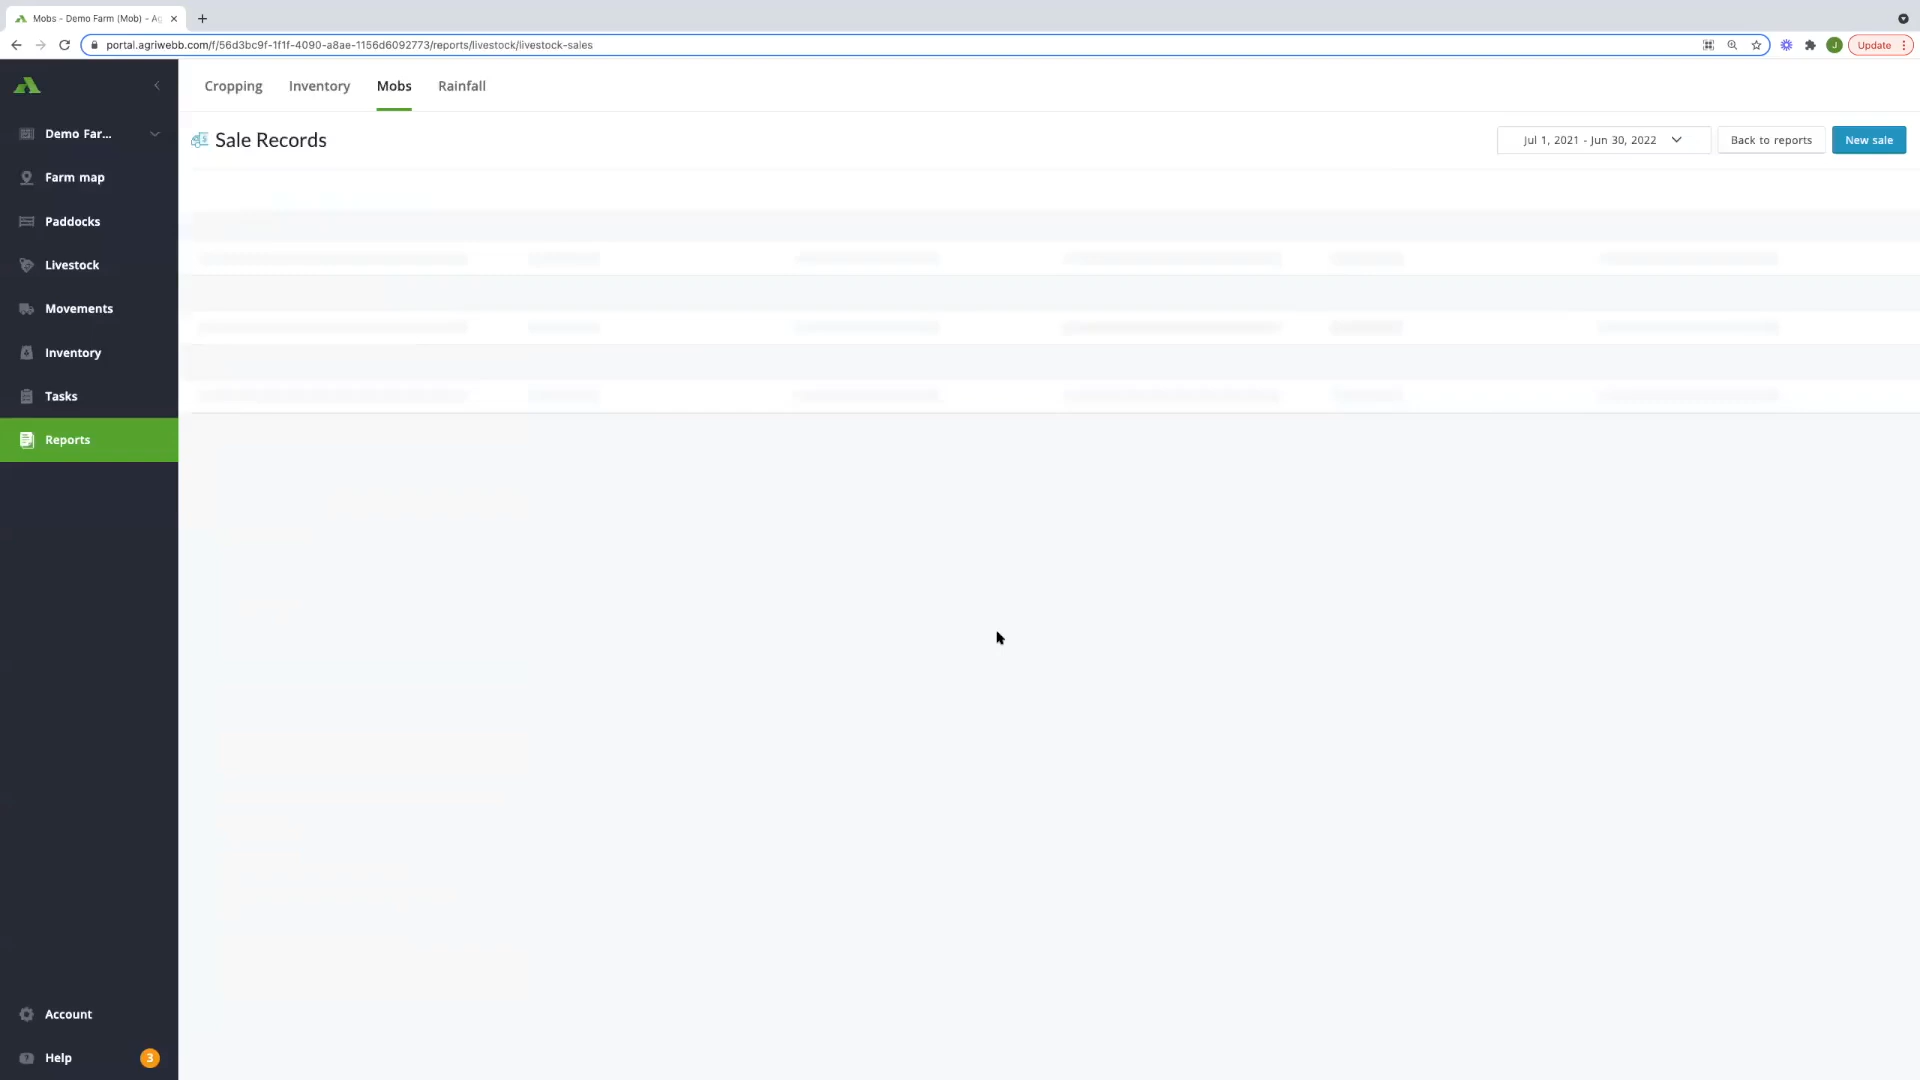 Mobs - Demo Farm (Mob) - Ag
portal.agriwebb.com/f/56d3bc9f-1f1f-4090-a8ae-1156d6092773/reports/livestock/livestock-sales
J
Update
Demo Far...
Cropping
Inventory
Mobs
Rainfall
Sale Records
Jul 1, 2021 - Jun 30, 2022
Back to reports
New sale
Farm map
Paddocks
Livestock
Movements
Inventory
Tasks
Reports
Account
Help
3